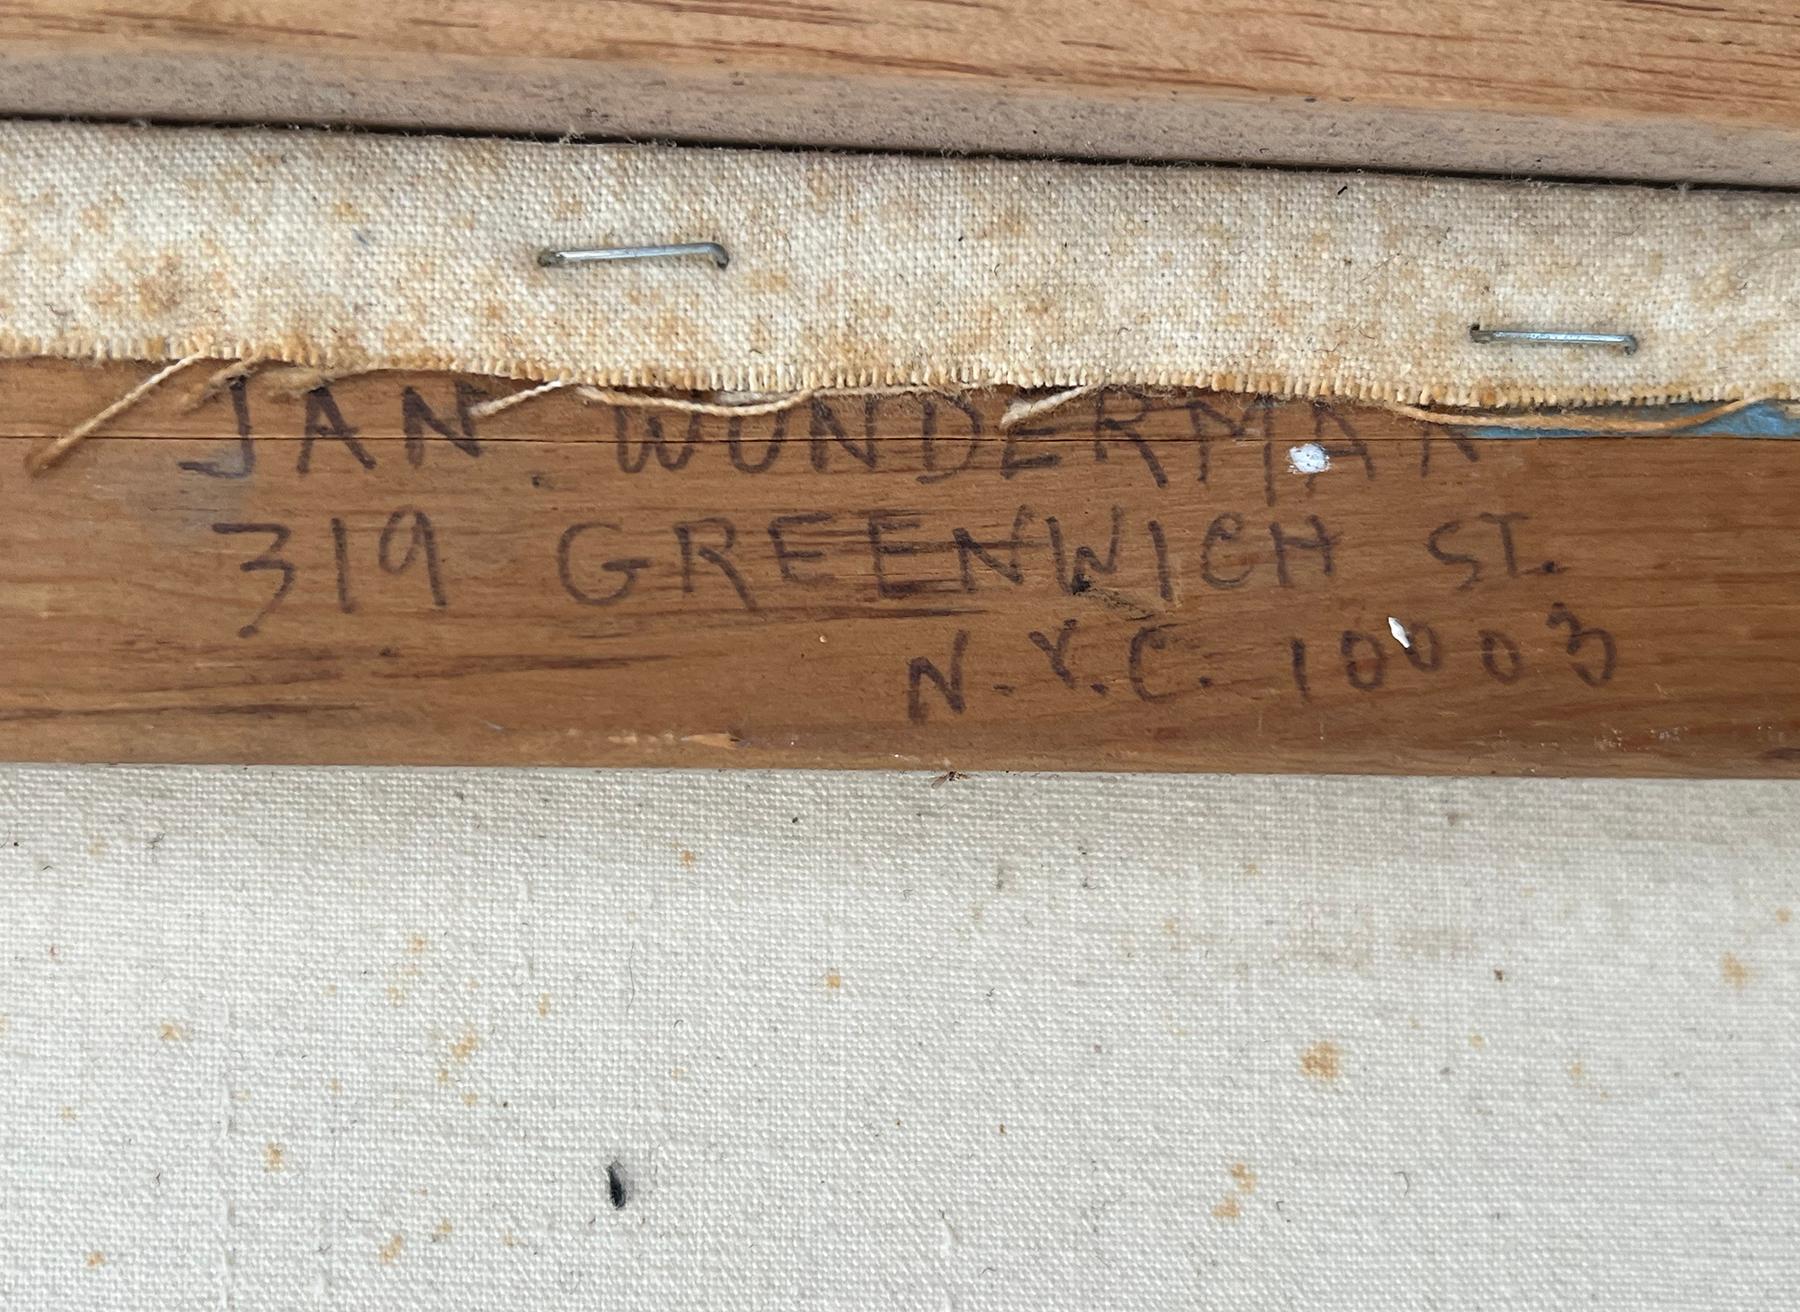 JAN WUNDERMAN
319 GREENWICH ST.
N.Y.C. 10003